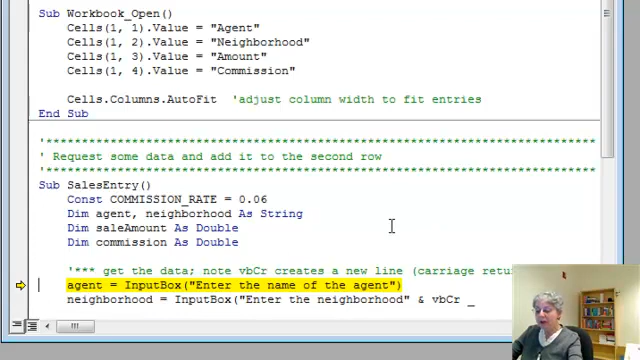 Sub Workbook_Open()
Cells(1, 1).Value = "Agent"
Cells(1, 2).Value = "Neighborhood"
Cells(1, 3).Value = "Amount"
Cells(1, 4).Value = "Commission"
Cells.Columns.AutoFit 'adjust column width to fit entries
End Sub
'******************************************************************************
' Request some data and add it to the second row
'******************************************************************************
Sub SalesEntry()
Const COMMISSION_RATE = 0.06
Dim agent, neighborhood As String
Dim saleAmount As Double
Dim commission As Double
'*** get the data; note vbCr creates a new line (carriage retu
agent = InputBox("Enter the name of the agent")
neighborhood = InputBox("Enter the neighborhood" & vbCr _